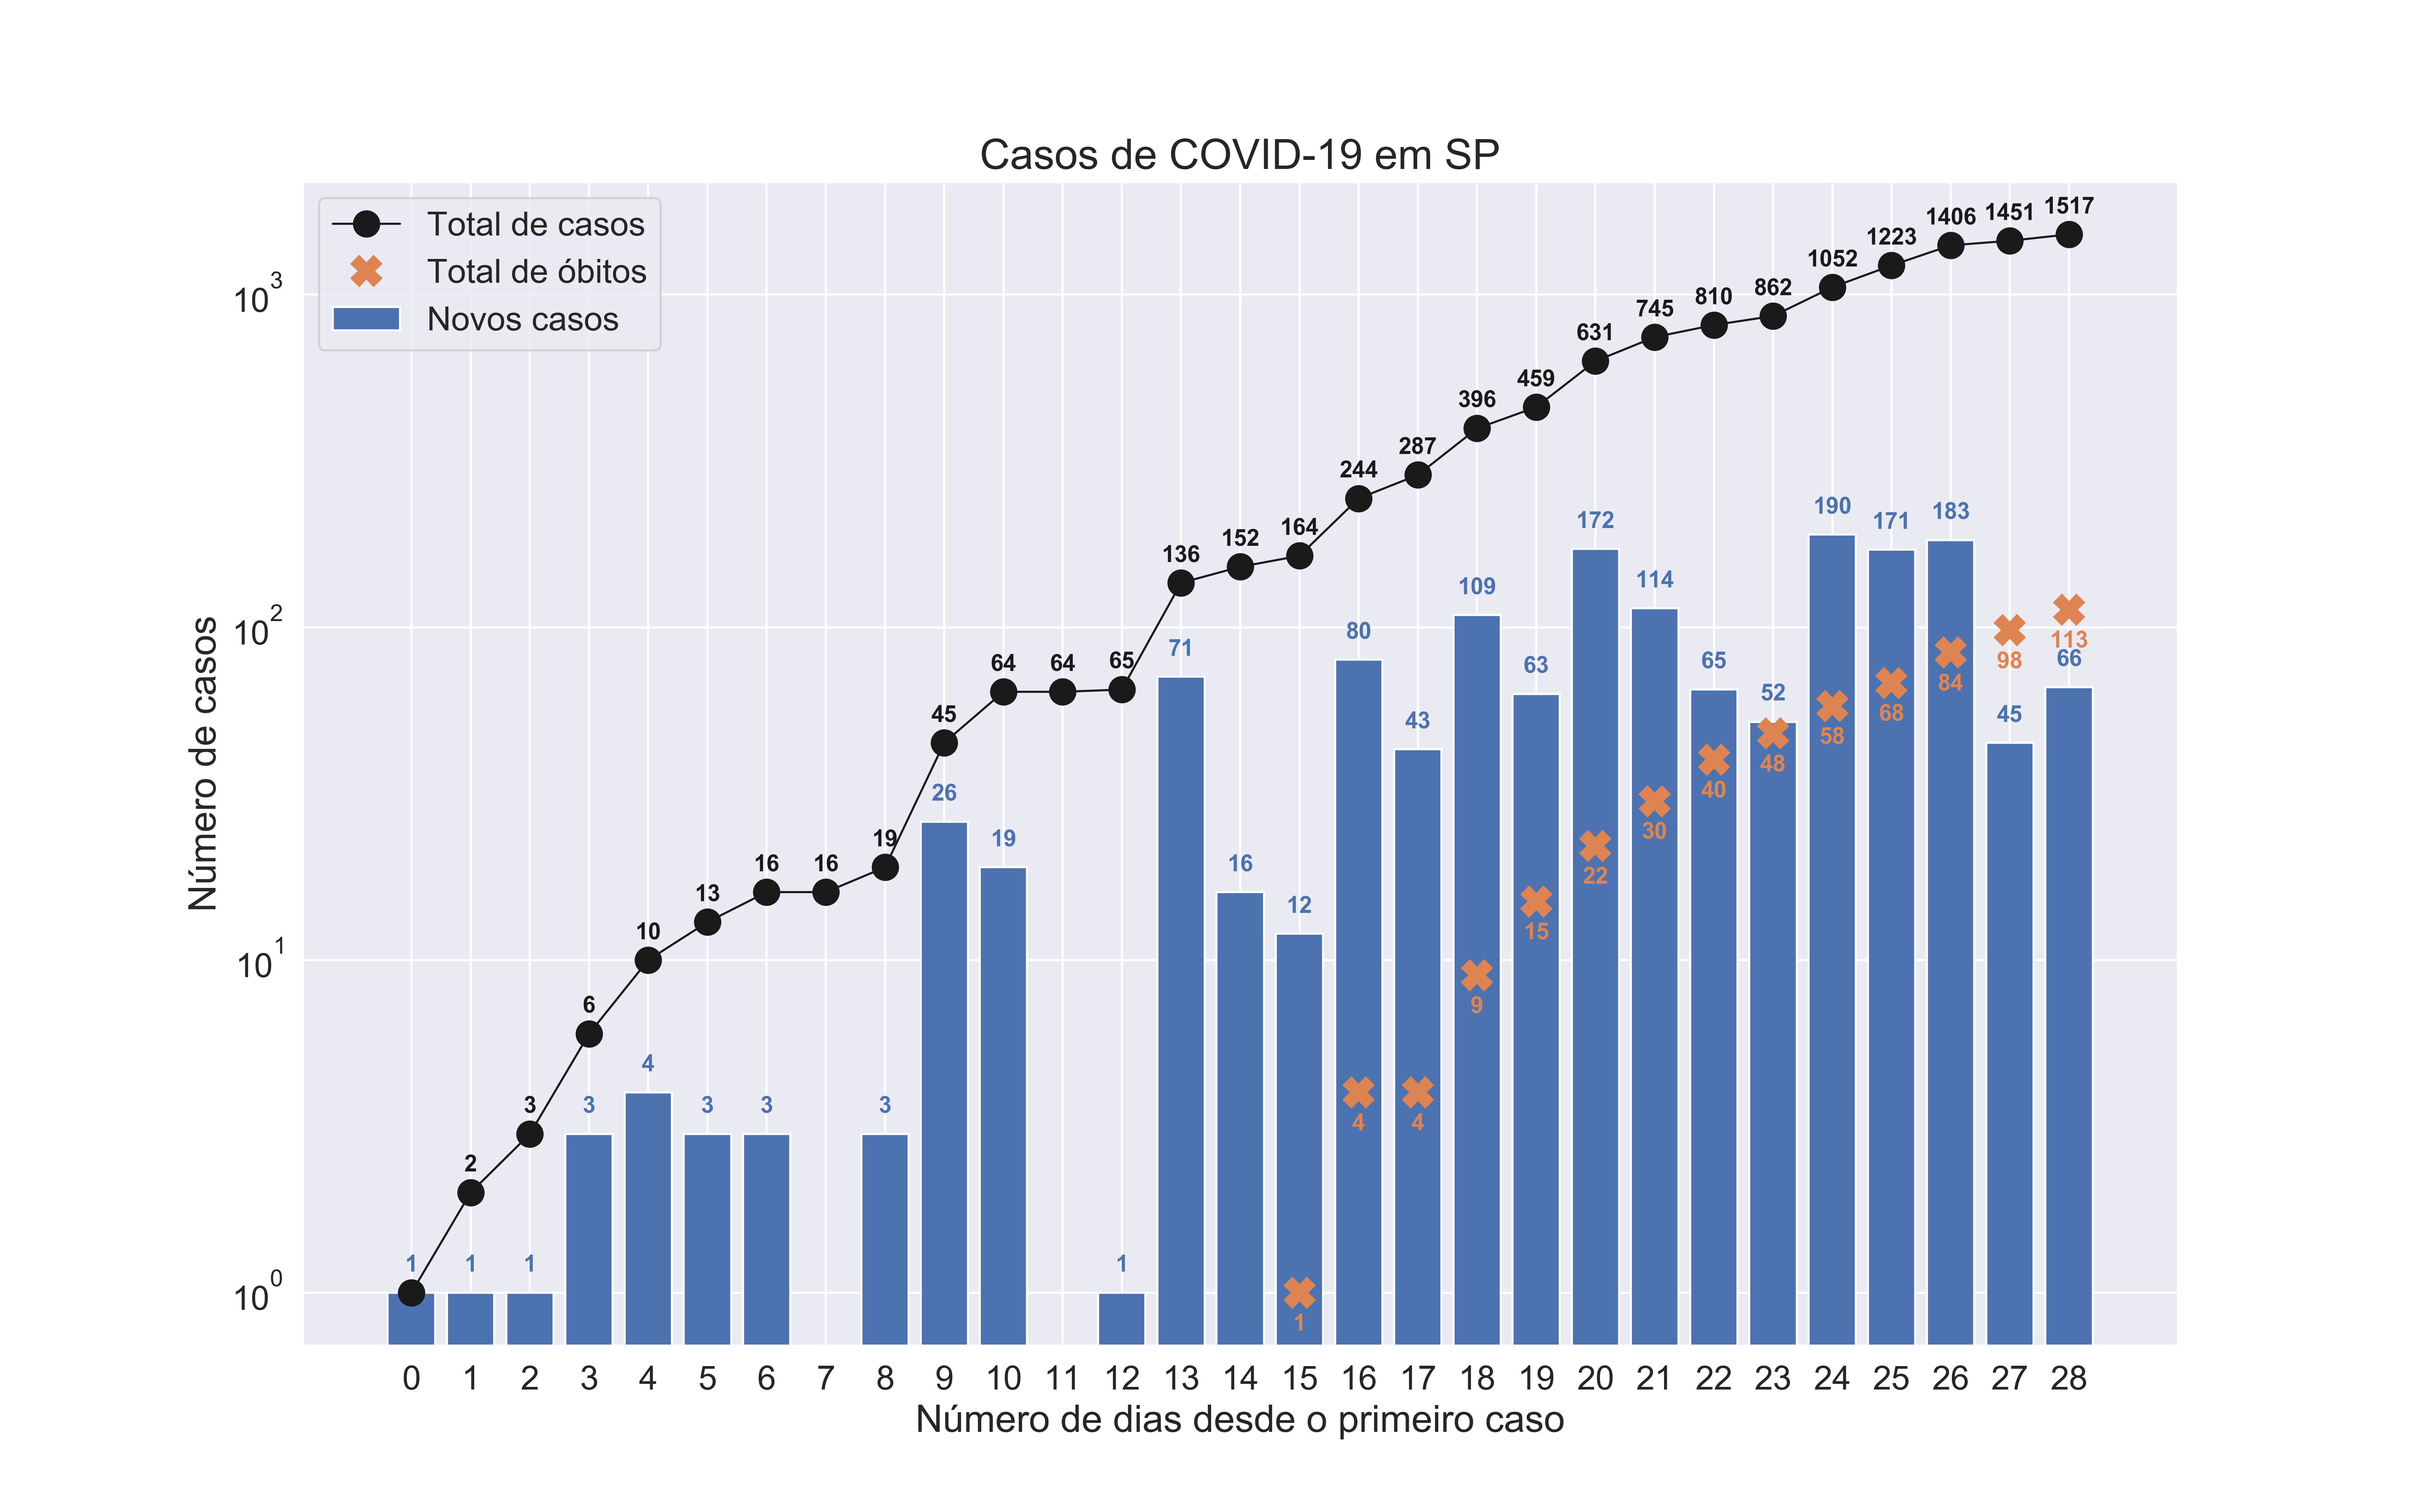 Casos de COVID-19 em SP
Total de casos
Total de óbitos
Novos casos
Número de casos
10^3
10^2
10^1
10^0
1 2 3 6 10 13 16 16 19 45 64 64 65 136 152 164 244 287 396 459 631 745 810 862 1052 1223 1406 1451 1517
1 1 3 4 3 3 3 26 19 1 71 16 12 80 43 109 63 172 114 65 52 190 171 183 45 66
1 4 4 9 15 22 30 40 48 58 68 84 98 113
0 1 2 3 4 5 6 7 8 9 10 11 12 13 14 15 16 17 18 19 20 21 22 23 24 25 26 27 28
Número de dias desde o primeiro caso